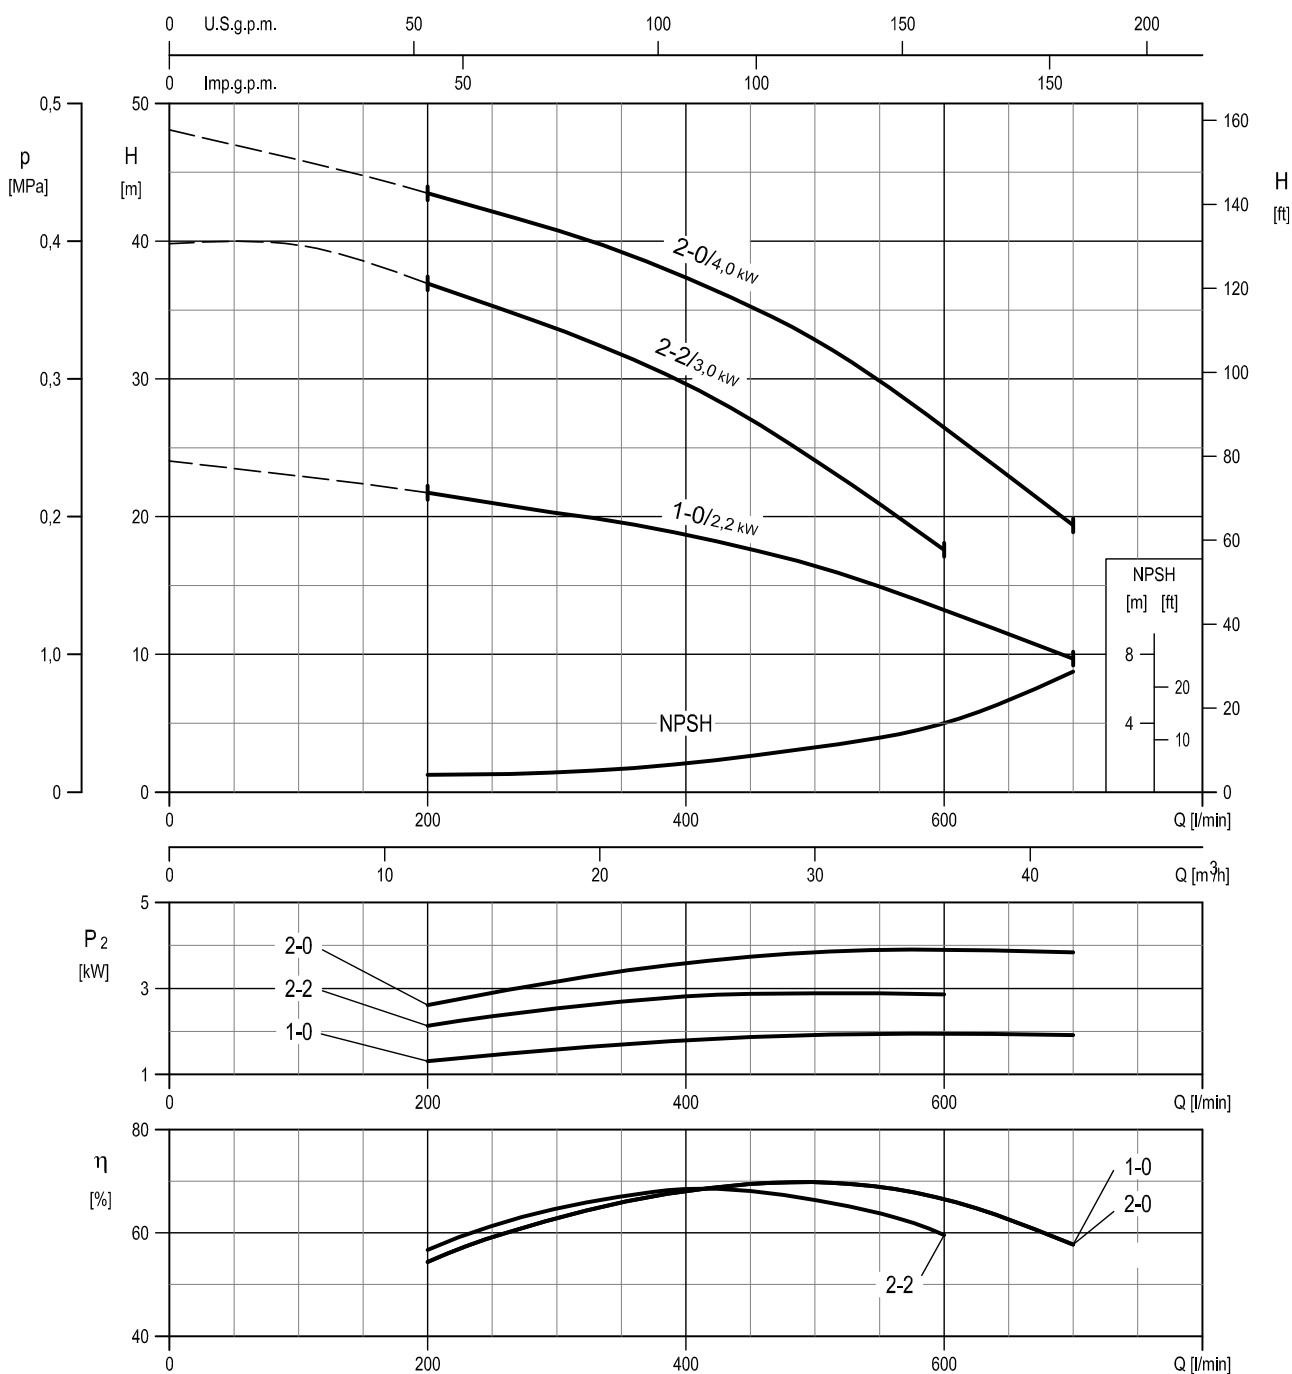 0 U.S.g.p.m. 50 100 150 200
0 Imp.g.p.m. 50 100 150
0,5 50
160
p H
[MPa] [m]
H
[ft]
140
2-0/4,0 kW
0,4 40
120
2-2/3,0 kW
0,3 30
100
80
1-0/2,2 kW
0,2 20
60
NPSH
[m] [ft]
40
1,0 10
8
20
NPSH
4
20
10
0 0
0
0 200 400 600 Q [l/min]
0 10 20 30 40 Q [m³/h]
5
P2
[kW]
2-0
3
2-2
1-0
1
0 200 400 600 Q [l/min]
80
η
[%]
1-0
2-0
60
2-2
40
0 200 400 600 Q [l/min]